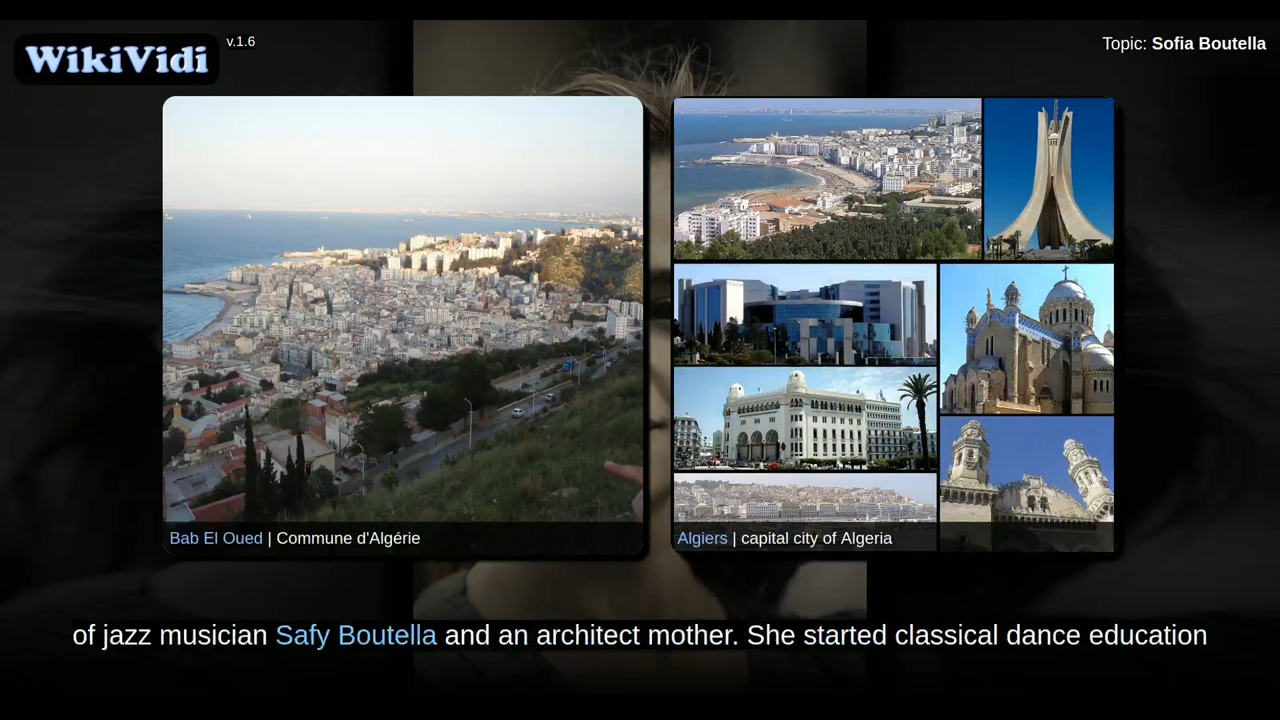 WikiVidi
v.1.6
Topic: Sofia Boutella
Bab El Oued | Commune d'Algérie
Algiers | capital city of Algeria
of jazz musician Safy Boutella and an architect mother. She started classical dance education